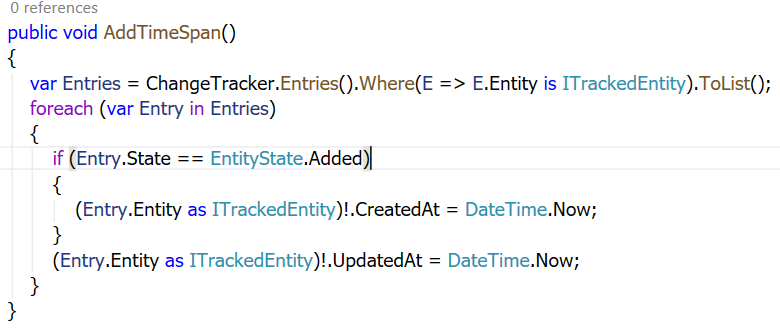 0 references
public void AddTimeSpan()
{
var Entries = ChangeTracker.Entries().Where(E => E.Entity is ITrackedEntity).ToList();
foreach (var Entry in Entries)
{
if (Entry.State == EntityState.Added)
{
(Entry.Entity as ITrackedEntity)!.CreatedAt = DateTime.Now;
}
(Entry.Entity as ITrackedEntity)!.UpdatedAt = DateTime.Now;
}
}